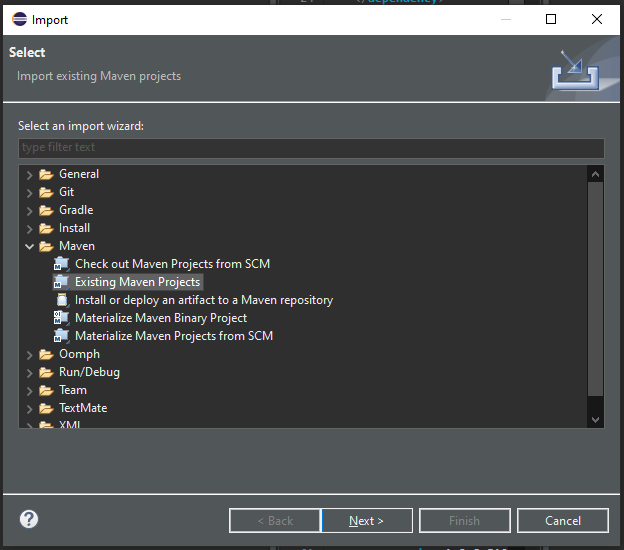 Import
Select
Import existing Maven projects
Select an import wizard:
type filter text
General
Git
Gradle
Install
Maven
Check out Maven Projects from SCM
Existing Maven Projects
Install or deploy an artifact to a Maven repository
Materialize Maven Binary Project
Materialize Maven Projects from SCM
Oomph
Run/Debug
Team
TextMate
XML
< Back
Next >
Finish
Cancel